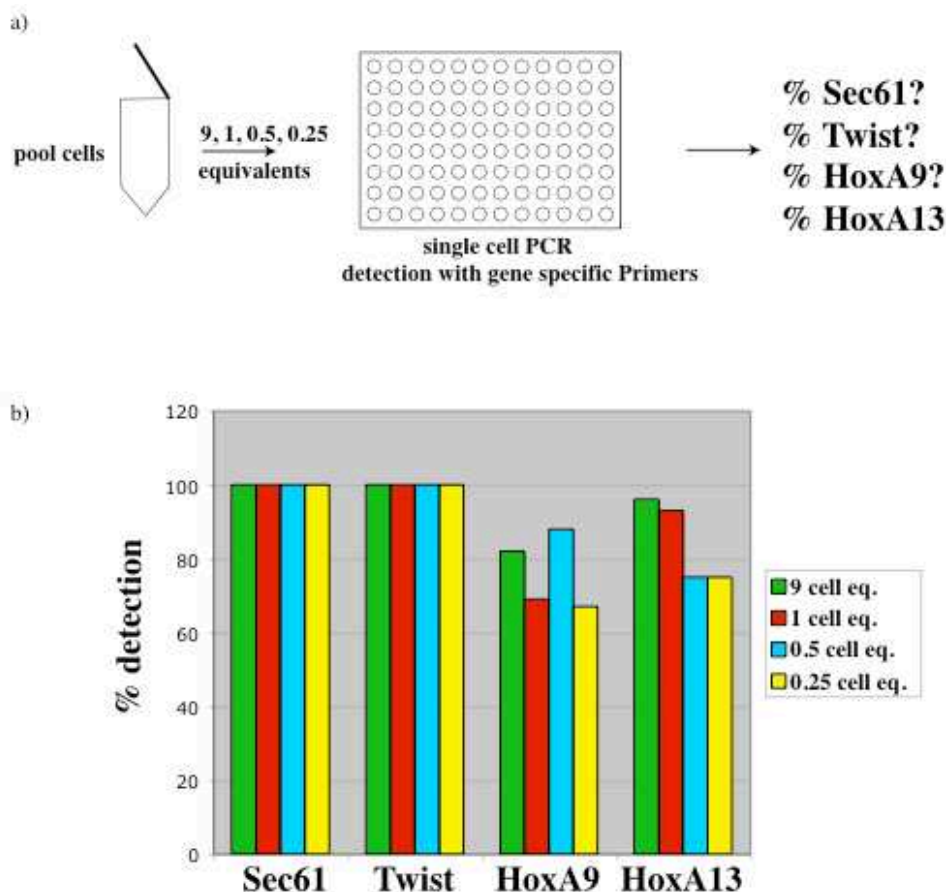 a)
pool cells
9, 1, 0.5, 0.25
equivalents
single cell PCR
detection with gene specific Primers
% Sec61?
% Twist?
% HoxA9?
% HoxA13
b)
% detection
120
100
80
60
40
20
0
Sec61 Twist HoxA9 HoxA13
9 cell eq.
1 cell eq.
0.5 cell eq.
0.25 cell eq.